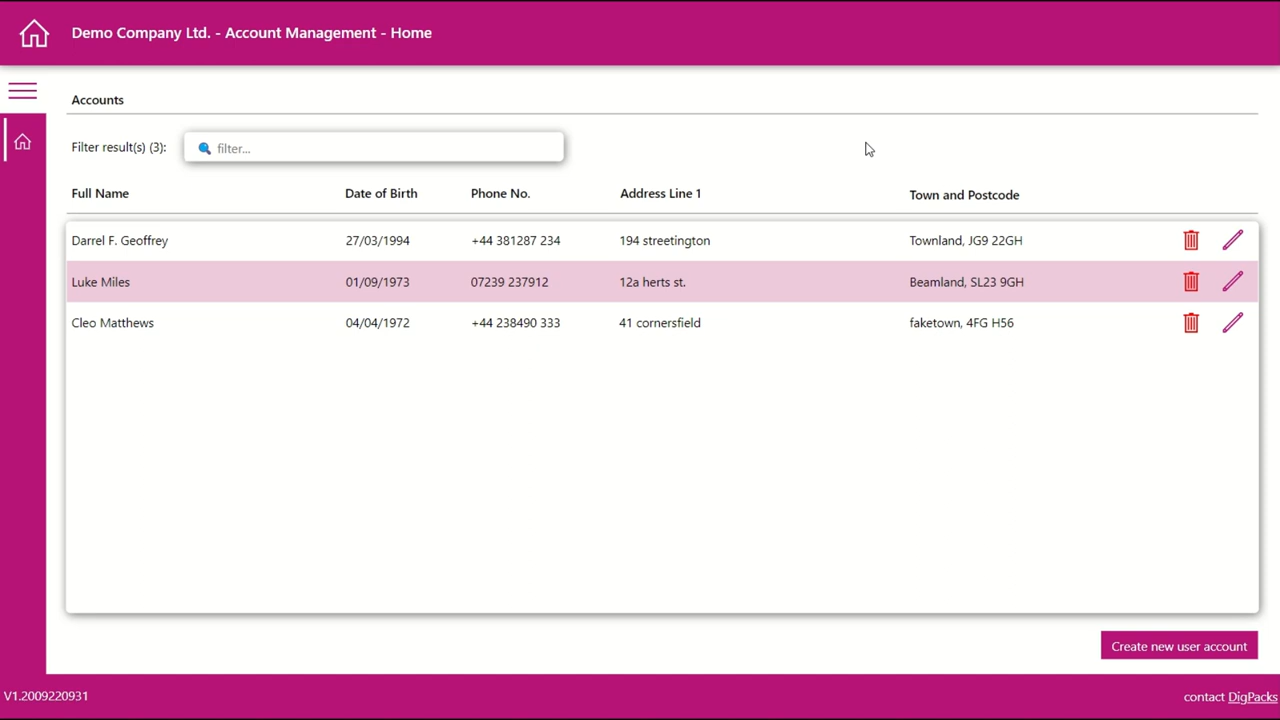 Demo Company Ltd. - Account Management - Home
Accounts
Filter result(s) (3): filter...
Full Name Date of Birth Phone No. Address Line 1 Town and Postcode
Darrel F. Geoffrey 27/03/1994 +44 381287 234 194 streetington Townland, JG9 22GH
Luke Miles 01/09/1973 07239 237912 12a herts st. Beamland, SL23 9GH
Cleo Matthews 04/04/1972 +44 238490 333 41 cornersfield faketown, 4FG H56
Create new user account
V1.2009220931 contact DigPacks